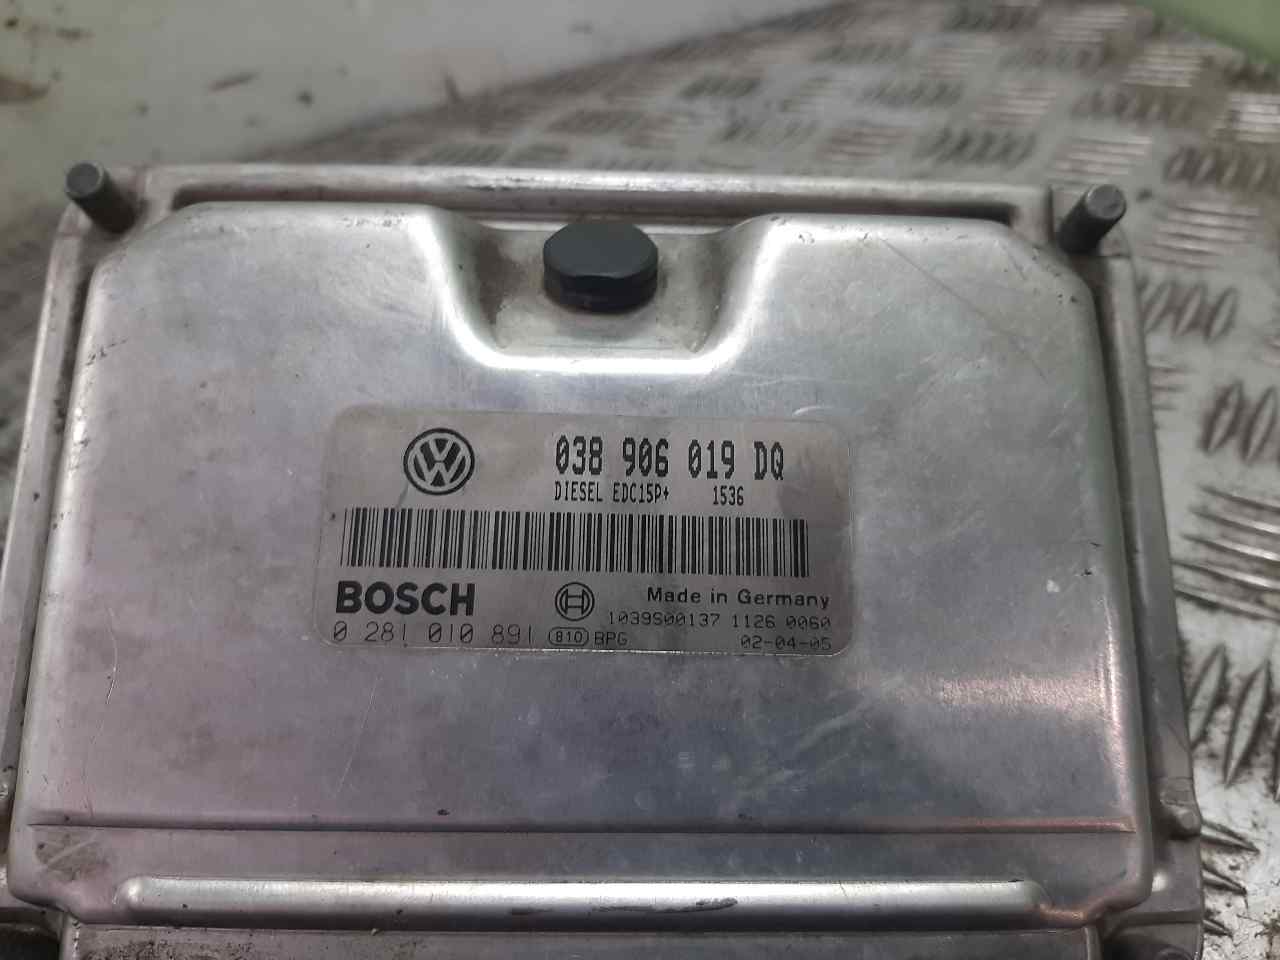 038 906 019 DQ
DIESEL EDC15P+ 1536
BOSCH
Made in Germany
1039S00137 1126 0060
0 281 010 891 810 BPG 02-04-05